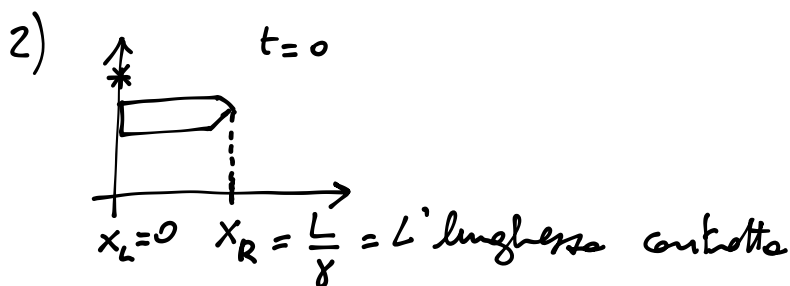 2) t = 0
x_L = 0 x_R = L/γ = L' lunghezza contratta